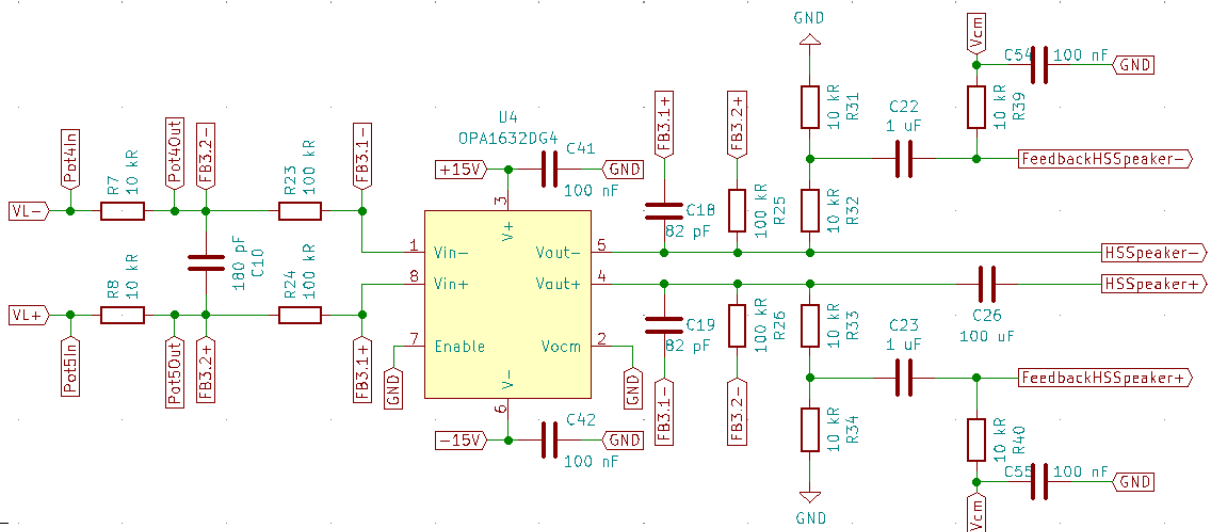 GND
Vcm
C54
100 nF
GND
10 kR
R31
C22
1 uF
10 kR
R39
FeedbackHSSpeaker-
U4
OPA1632DG4
+15V
C41
GND
100 nF
FB3.1+
FB3.2+
Pot4In
R7
10 kR
Pot4Out
FB3.2-
R23
100 kR
FB3.1-
VL-
3
V+
C18
82 pF
100 kR
R25
10 kR
R32
1
Vin-
Vout-
5
HSSpeaker-
180 pF
C10
8
Vin+
Vout+
4
HSSpeaker+
R8
10 kR
R24
100 kR
VL+
C19
82 pF
100 kR
R26
10 kR
R33
C23
1 uF
C26
100 uF
7
Enable
Vocm
2
Pot5In
Pot5Out
FB3.2+
FB3.1+
GND
GND
V-
6
FB3.1-
FB3.2-
FeedbackHSSpeaker+
-15V
C42
GND
100 nF
10 kR
R34
10 kR
R40
C55
100 nF
GND
GND
Vcm